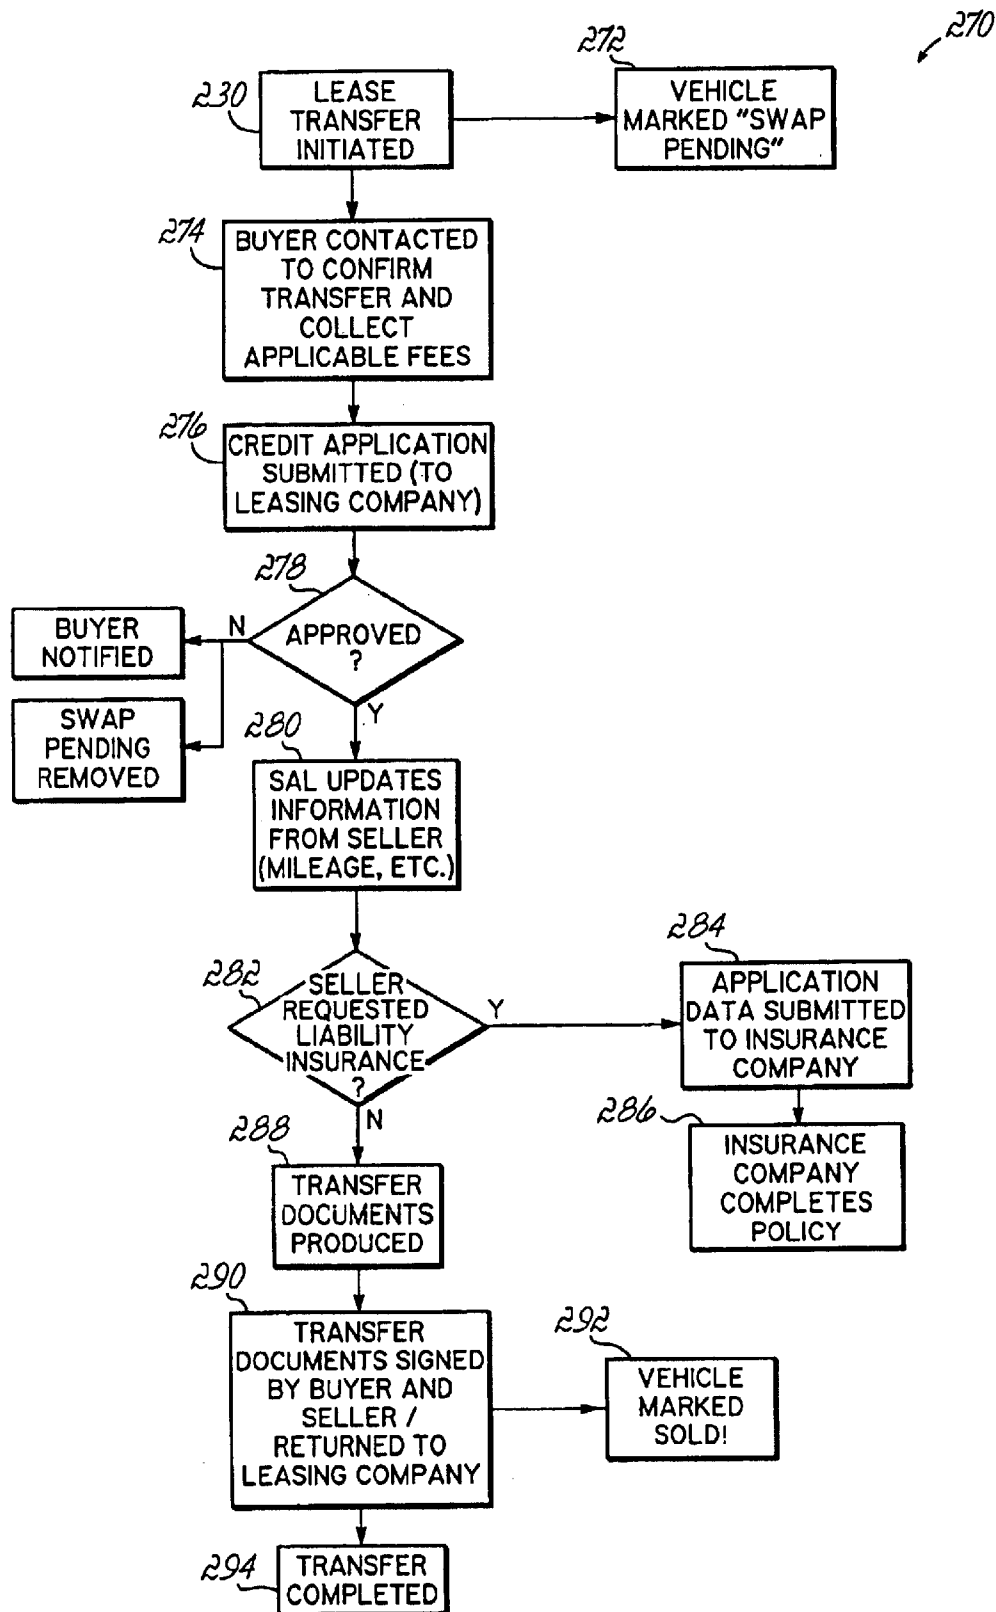 270
272
230
LEASE
TRANSFER
INITIATED
VEHICLE
MARKED "SWAP
PENDING"
274
BUYER CONTACTED
TO CONFIRM
TRANSFER AND
COLLECT
APPLICABLE FEES
276
CREDIT APPLICATION
SUBMITTED (TO
LEASING COMPANY)
278
APPROVED
?
N
BUYER
NOTIFIED
SWAP
PENDING
REMOVED
Y
280
SAL UPDATES
INFORMATION
FROM SELLER
(MILEAGE, ETC.)
282
SELLER
REQUESTED
LIABILITY
INSURANCE
?
Y
284
APPLICATION
DATA SUBMITTED
TO INSURANCE
COMPANY
286
INSURANCE
COMPANY
COMPLETES
POLICY
N
288
TRANSFER
DOCUMENTS
PRODUCED
290
TRANSFER
DOCUMENTS SIGNED
BY BUYER AND
SELLER /
RETURNED TO
LEASING COMPANY
292
VEHICLE
MARKED
SOLD!
294
TRANSFER
COMPLETED